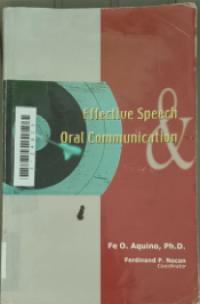 Effective Speech
&
Oral Communication
Fe O. Aquino, Ph.D.
Ferdinand P. Nocon
Coordinator